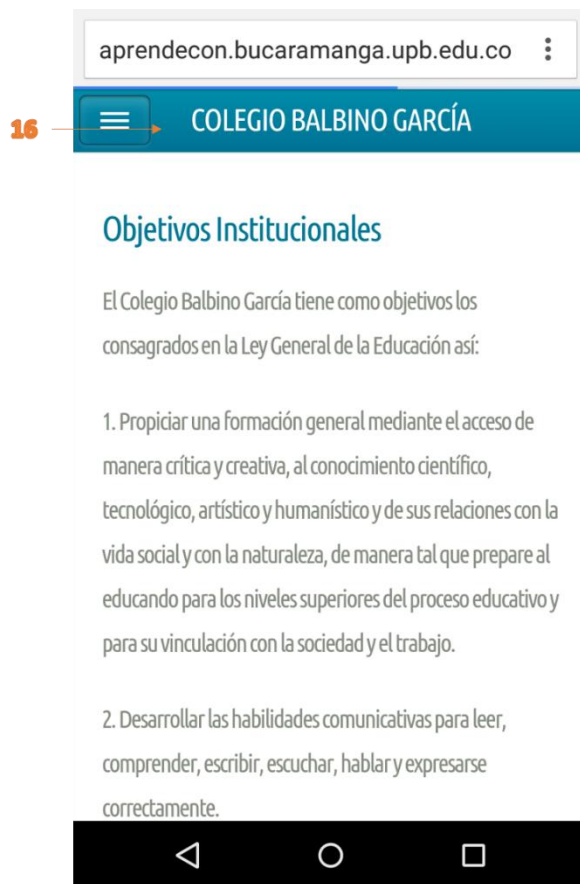 aprendecon.bucaramanga.upb.edu.co
16
COLEGIO BALBINO GARCÍA
Objetivos Institucionales
El Colegio Balbino García tiene como objetivos los
consagrados en la Ley General de la Educación así:
1. Propiciar una formación general mediante el acceso de
manera crítica y creativa, al conocimiento científico,
tecnológico, artístico y humanístico y de sus relaciones con la
vida social y con la naturaleza, de manera tal que prepare al
educando para los niveles superiores del proceso educativo y
para su vinculación con la sociedad y el trabajo.
2. Desarrollar las habilidades comunicativas para leer,
comprender, escribir, escuchar, hablar y expresarse
correctamente.